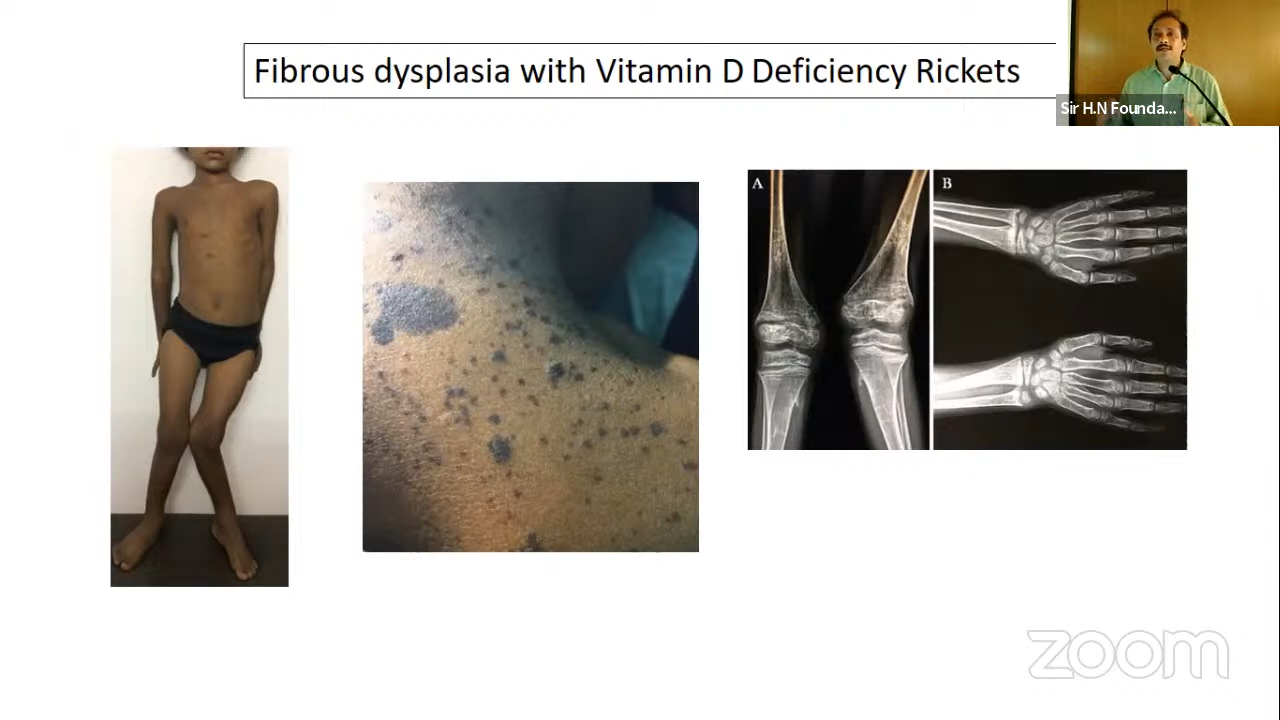 Fibrous dysplasia with Vitamin D Deficiency Rickets
Sir H.N Founda...
A
B
zoom